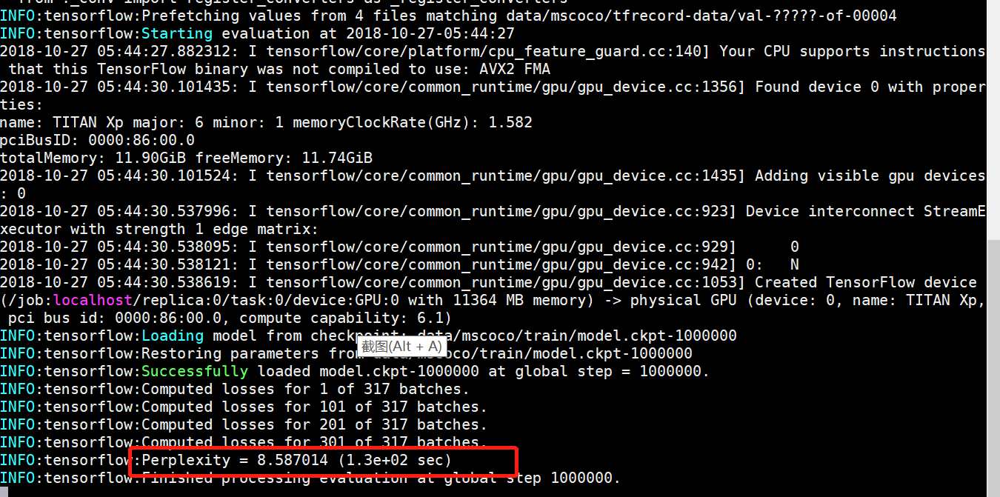 from ._conv import register_converters as _register_converters
INFO:tensorflow:Prefetching values from 4 files matching data/mscoco/tfrecord-data/val-?????-of-00004
INFO:tensorflow:Starting evaluation at 2018-10-27-05:44:27
2018-10-27 05:44:27.882312: I tensorflow/core/platform/cpu_feature_guard.cc:140] Your CPU supports instructions
that this TensorFlow binary was not compiled to use: AVX2 FMA
2018-10-27 05:44:30.101435: I tensorflow/core/common_runtime/gpu/gpu_device.cc:1356] Found device 0 with proper
ties:
name: TITAN Xp major: 6 minor: 1 memoryClockRate(GHz): 1.582
pciBusID: 0000:86:00.0
totalMemory: 11.90GiB freeMemory: 11.74GiB
2018-10-27 05:44:30.101524: I tensorflow/core/common_runtime/gpu/gpu_device.cc:1435] Adding visible gpu devices
: 0
2018-10-27 05:44:30.537996: I tensorflow/core/common_runtime/gpu/gpu_device.cc:923] Device interconnect StreamE
xecutor with strength 1 edge matrix:
2018-10-27 05:44:30.538095: I tensorflow/core/common_runtime/gpu/gpu_device.cc:929]      0
2018-10-27 05:44:30.538121: I tensorflow/core/common_runtime/gpu/gpu_device.cc:942] 0:   N
2018-10-27 05:44:30.538619: I tensorflow/core/common_runtime/gpu/gpu_device.cc:1053] Created TensorFlow device
(/job:localhost/replica:0/task:0/device:GPU:0 with 11364 MB memory) -> physical GPU (device: 0, name: TITAN Xp,
pci bus id: 0000:86:00.0, compute capability: 6.1)
INFO:tensorflow:Loading model from checkpoint: data/mscoco/train/model.ckpt-1000000
截图(Alt + A)
INFO:tensorflow:Restoring parameters from data/mscoco/train/model.ckpt-1000000
INFO:tensorflow:Successfully loaded model.ckpt-1000000 at global step = 1000000.
INFO:tensorflow:Computed losses for 1 of 317 batches.
INFO:tensorflow:Computed losses for 101 of 317 batches.
INFO:tensorflow:Computed losses for 201 of 317 batches.
INFO:tensorflow:Computed losses for 301 of 317 batches.
INFO:tensorflow:Perplexity = 8.587014 (1.3e+02 sec)
INFO:tensorflow:Finished processing evaluation at global step 1000000.